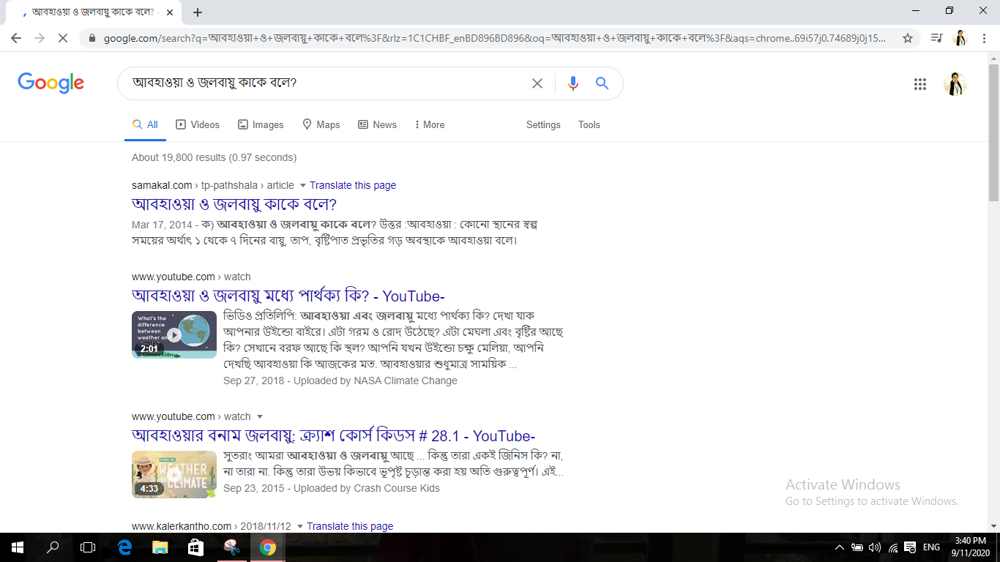 আবহাওয়া ও জলবায়ু কাকে বলে? -
google.com/search?q=আবহাওয়া+ও+জলবায়ু+কাকে+বলে%3F&rlz=1C1CHBF_enBD896BD896&oq=আবহাওয়া+ও+জলবায়ু+কাকে+বলে%3F&aqs=chrome..69i57j0.74689j0j15...
Google
আবহাওয়া ও জলবায়ু কাকে বলে?
All Videos Images Maps News More Settings Tools
About 19,800 results (0.97 seconds)
samakal.com › tp-pathshala › article Translate this page
আবহাওয়া ও জলবায়ু কাকে বলে?
Mar 17, 2014 - ক) আবহাওয়া ও জলবায়ু কাকে বলে? উত্তর :আবহাওয়া : কোনো স্থানের স্বল্প
সময়ের অর্থাৎ ১ থেকে ৭ দিনের বায়ু, তাপ, বৃষ্টিপাত প্রভৃতির গড় অবস্থাকে আবহাওয়া বলে।
www.youtube.com › watch
আবহাওয়া ও জলবায়ু মধ্যে পার্থক্য কি? - YouTube-
What's the
difference
between
weather and
2:01
ভিডিও প্রতিলিপি: আবহাওয়া এবং জলবায়ু মধ্যে পার্থক্য কি? দেখা যাক
আপনার উইন্ডো বাইরে। এটা গরম ও রোদ উঠেছে? এটা মেঘলা এবং বৃষ্টির আছে
কি? সেখানে বরফ আছে কি স্থল? আপনি যখন উইন্ডো চক্ষু মেলিয়া, আপনি
দেখছি আবহাওয়া কি আজকের মত. আবহাওয়ার শুধুমাত্র সাময়িক ...
Sep 27, 2018 - Uploaded by NASA Climate Change
www.youtube.com › watch
আবহাওয়ার বনাম জলবায়ু: ক্র্যাশ কোর্স কিডস # 28.1 - YouTube-
WEATHER
CLIMATE
4:33
সুতরাং আমরা আবহাওয়া ও জলবায়ু আছে ... কিন্তু তারা একই জিনিস কি? না,
না তারা না. কিন্তু তারা উভয় কিভাবে ভূপৃষ্ট চূড়ান্ত করা হয় অতি গুরুত্বপূর্ণ। এই...
Sep 23, 2015 - Uploaded by Crash Course Kids
www.kalerkantho.com › 2018/11/12 Translate this page
Activate Windows
Go to Settings to activate Windows.
ENG
3:40 PM
9/11/2020